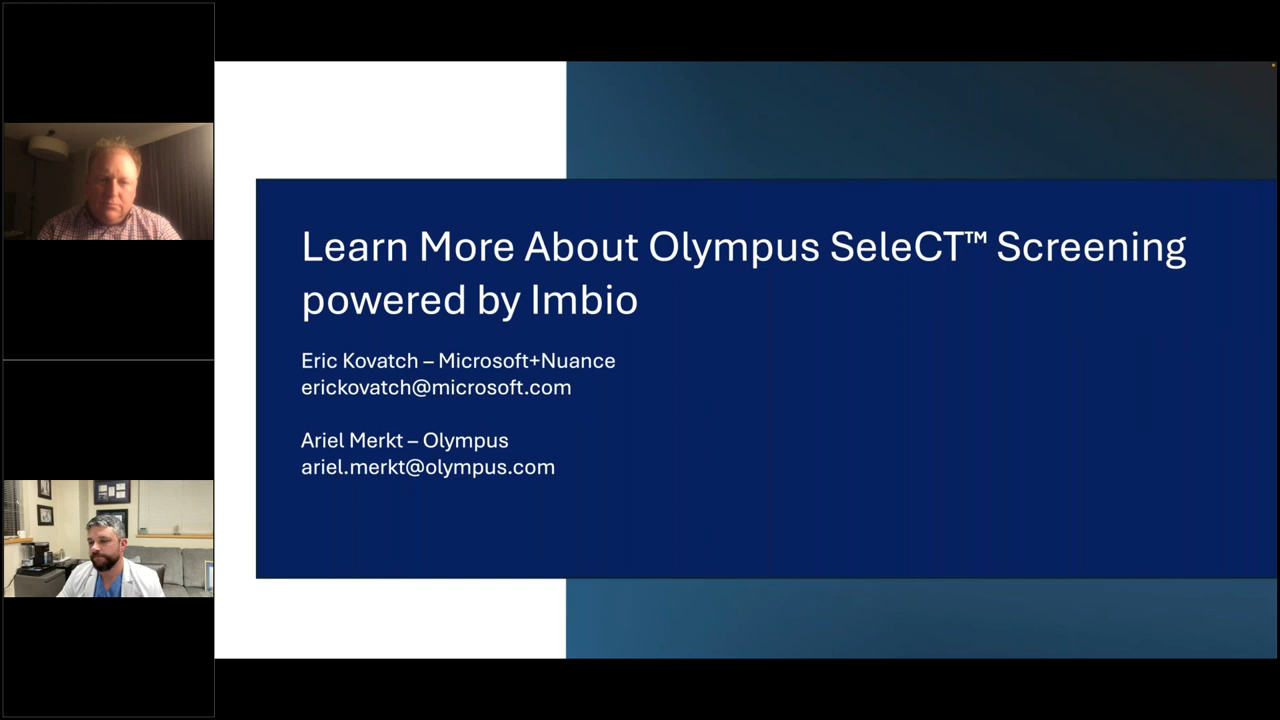 Learn More About Olympus SeleCT™ Screening
powered by Imbio
Eric Kovatch – Microsoft+Nuance
erickovatch@microsoft.com
Ariel Merkt – Olympus
ariel.merkt@olympus.com